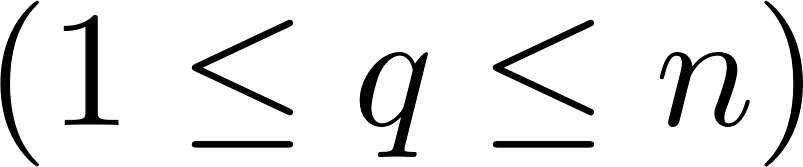 (1 ≤ q ≤ n)